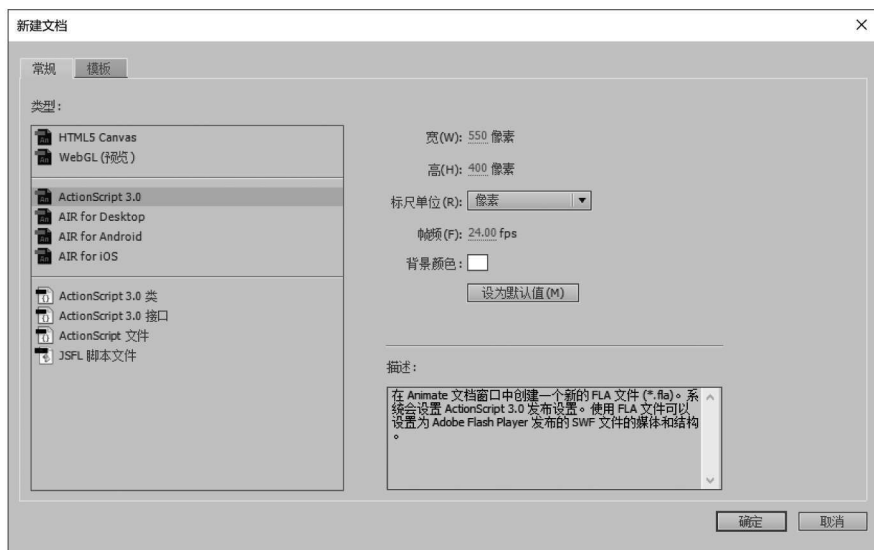 新建文档
常规 模板
类型：
HTML5 Canvas
WebGL (预览)
ActionScript 3.0
AIR for Desktop
AIR for Android
AIR for iOS
ActionScript 3.0 类
ActionScript 3.0 接口
ActionScript 文件
JSFL 脚本文件
宽(W): 550 像素
高(H): 400 像素
标尺单位(R): 像素
帧频(F): 24.00 fps
背景颜色：
设为默认值(M)
描述：
在 Animate 文档窗口中创建一个新的 FLA 文件 (*.fla)。系
统会设置 ActionScript 3.0 发布设置。使用 FLA 文件可以
设置为 Adobe Flash Player 发布的 SWF 文件的媒体和结构
。
确定 取消